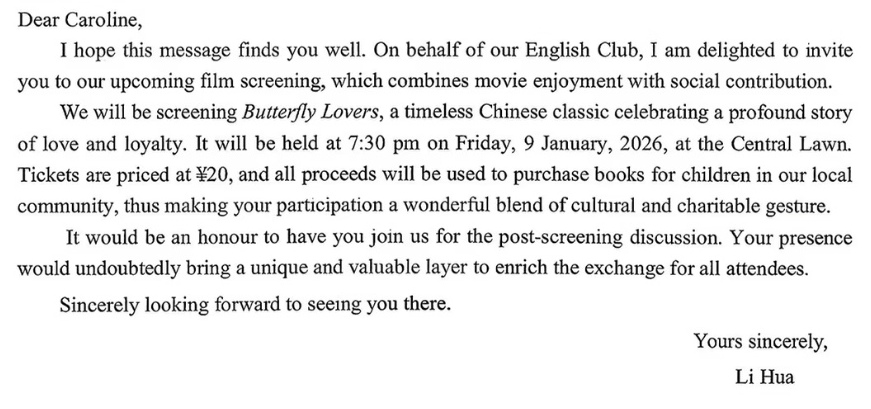 Dear Caroline,
I hope this message finds you well. On behalf of our English Club, I am delighted to invite
you to our upcoming film screening, which combines movie enjoyment with social contribution.
We will be screening Butterfly Lovers, a timeless Chinese classic celebrating a profound story
of love and loyalty. It will be held at 7:30 pm on Friday, 9 January, 2026, at the Central Lawn.
Tickets are priced at ¥20, and all proceeds will be used to purchase books for children in our local
community, thus making your participation a wonderful blend of cultural and charitable gesture.
It would be an honour to have you join us for the post-screening discussion. Your presence
would undoubtedly bring a unique and valuable layer to enrich the exchange for all attendees.
Sincerely looking forward to seeing you there.
Yours sincerely,
Li Hua